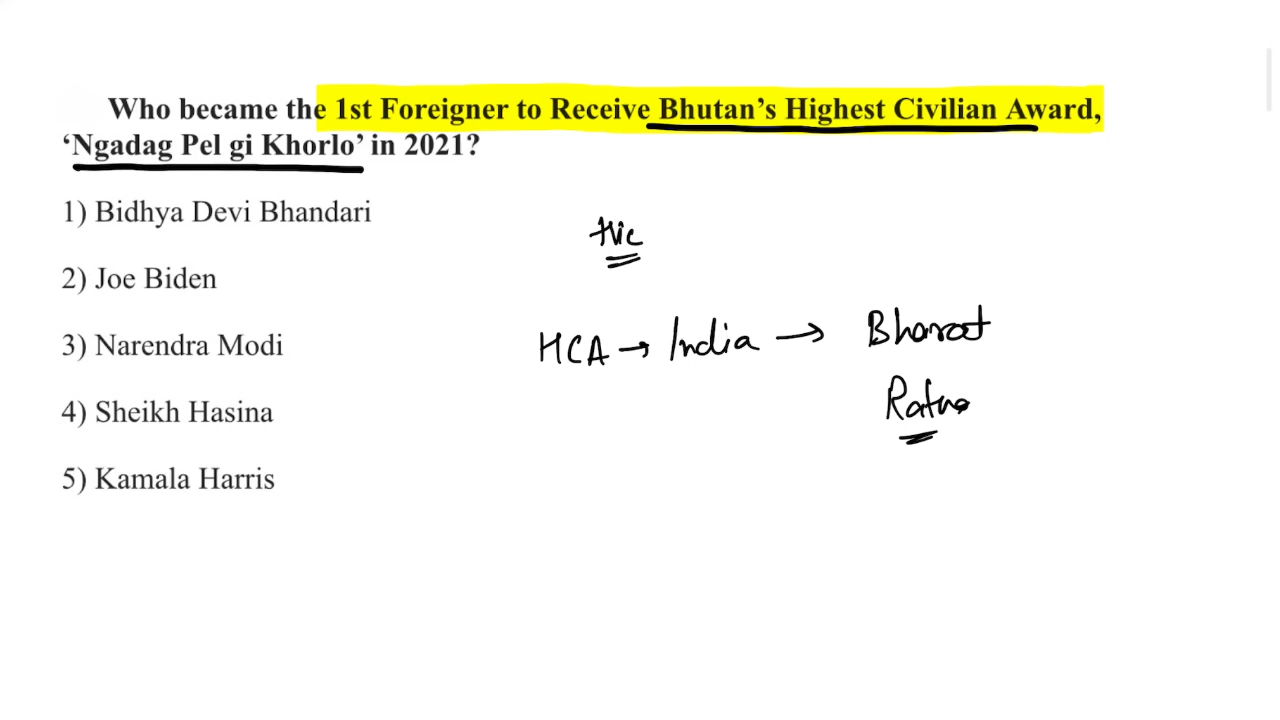 Who became the 1st Foreigner to Receive Bhutan’s Highest Civilian Award,
‘Ngadag Pel gi Khorlo’ in 2021?
1) Bidhya Devi Bhandari
2) Joe Biden
3) Narendra Modi
4) Sheikh Hasina
5) Kamala Harris
HCA → India → Bharat
Ratna